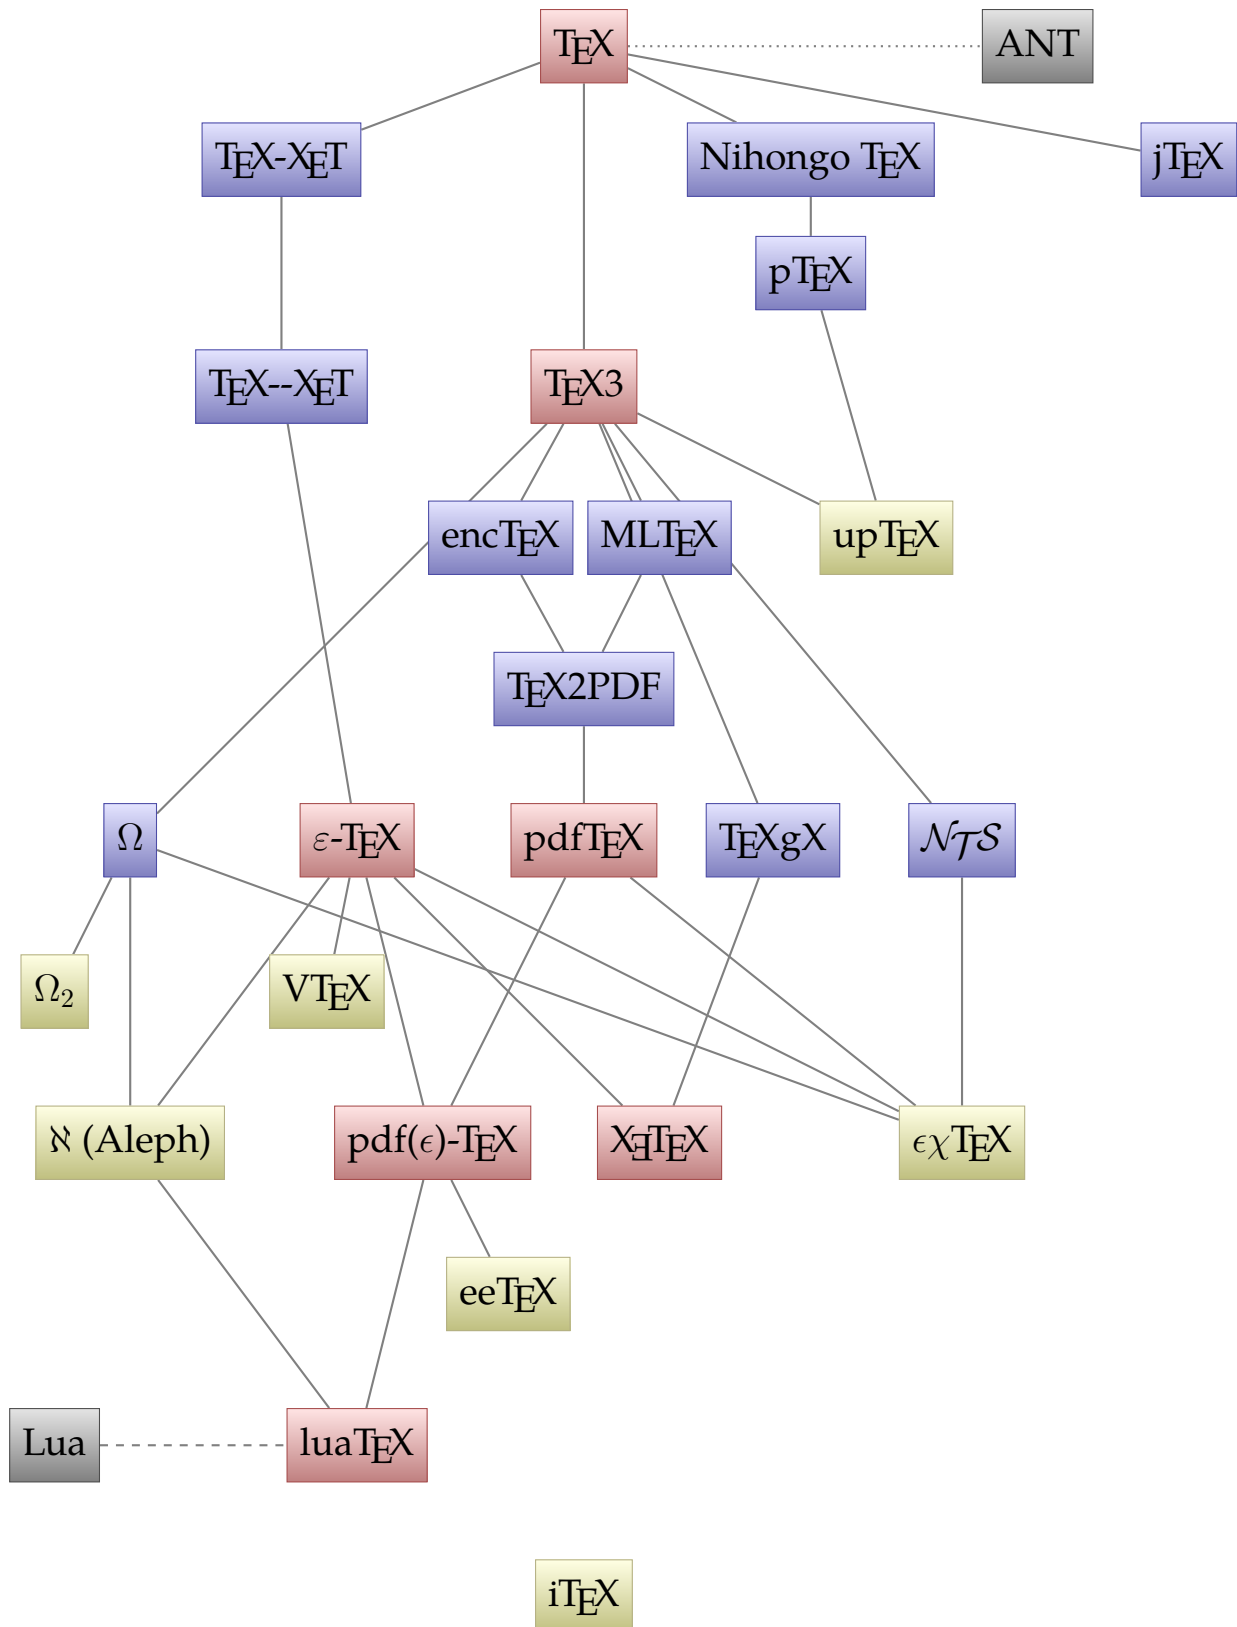 TEX
ANT
TEX-XET
Nihongo TEX
jTEX
pTEX
TEX--XET
TEX3
encTEX
MLTEX
upTEX
TEX2PDF
Ω
ε-TEX
pdfTEX
TEXgX
NTS
Ω₂
VTEX
ℵ (Aleph)
pdf(ϵ)-TEX
XƎTEX
ϵχTEX
eeTEX
Lua
luaTEX
iTEX